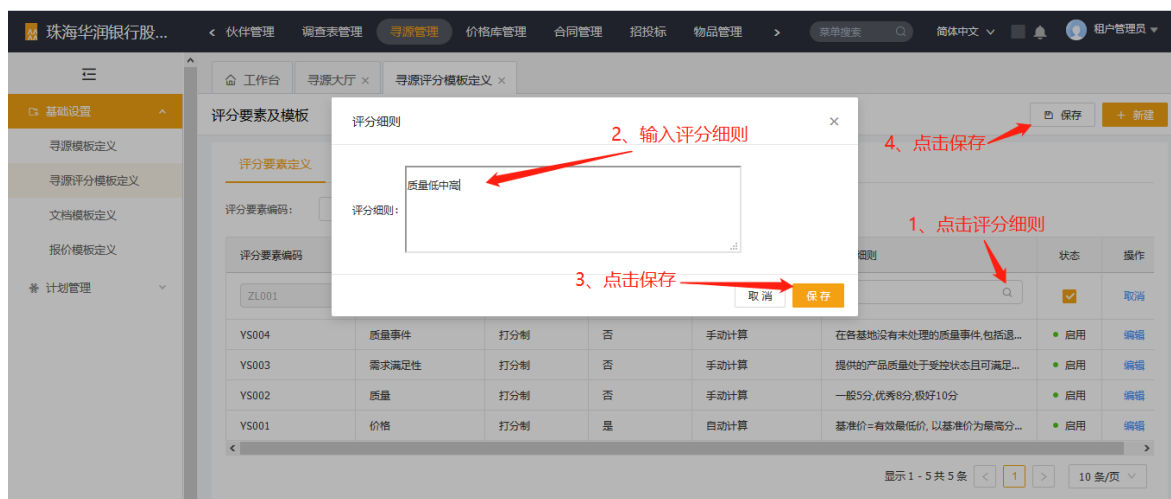 珠海华润银行股...
伙伴管理 调查表管理 寻源管理 价格库管理 合同管理 招投标 物品管理 菜单搜索 简体中文 租户管理员
工作台 寻源大厅 × 寻源评分模板定义 ×
基础设置
寻源模板定义
寻源评分模板定义
文档模板定义
报价模板定义
计划管理
评分要素及模板
保存 + 新建
4、点击保存
评分要素定义
评分细则 ×
2、输入评分细则
评分细则:
质量低中高
3、点击保存
取消 保存
评分要素编码:
1、点击评分细则
评分要素编码 细则 状态 操作
ZL001 取消
YS004 质量事件 打分制 否 手动计算 在各基地没有未处理的质量事件,包括退... 启用 编辑
YS003 需求满足性 打分制 否 手动计算 提供的产品质量处于受控状态且可满足... 启用 编辑
YS002 质量 打分制 否 手动计算 一般5分,优秀8分,极好10分 启用 编辑
YS001 价格 打分制 是 自动计算 基准价=有效最低价, 以基准价为最高分... 启用 编辑
显示 1 - 5 共 5 条 < 1 > 10 条/页